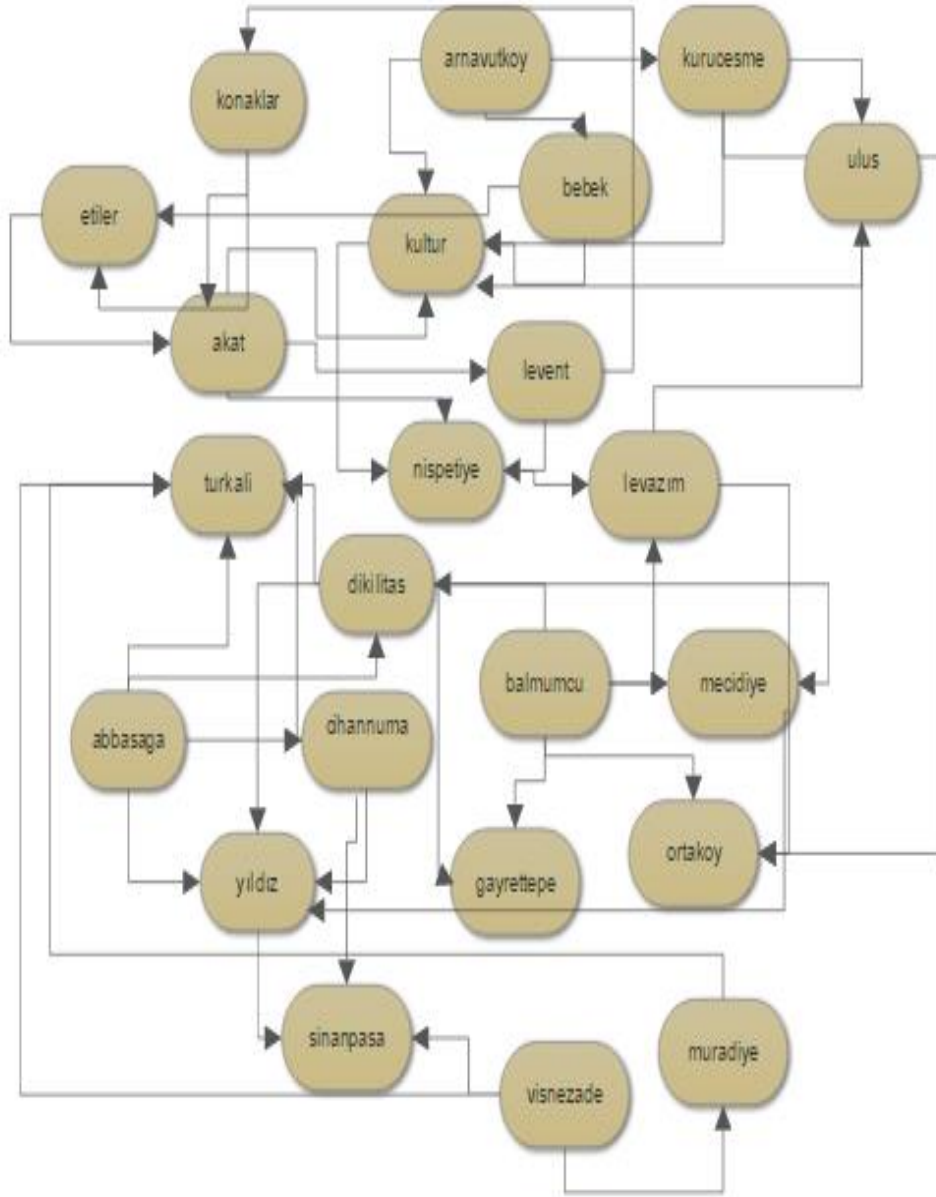 arnavutkoy
kurucesme
konaklar
ulus
bebek
etiler
kultur
akat
levent
nispetiye
turkali
levazım
dikilitas
balmumcu
mecidiye
dhannuma
abbasaga
ortakoy
yıldız
gayrettepe
sinanpasa
muradiye
visnezade